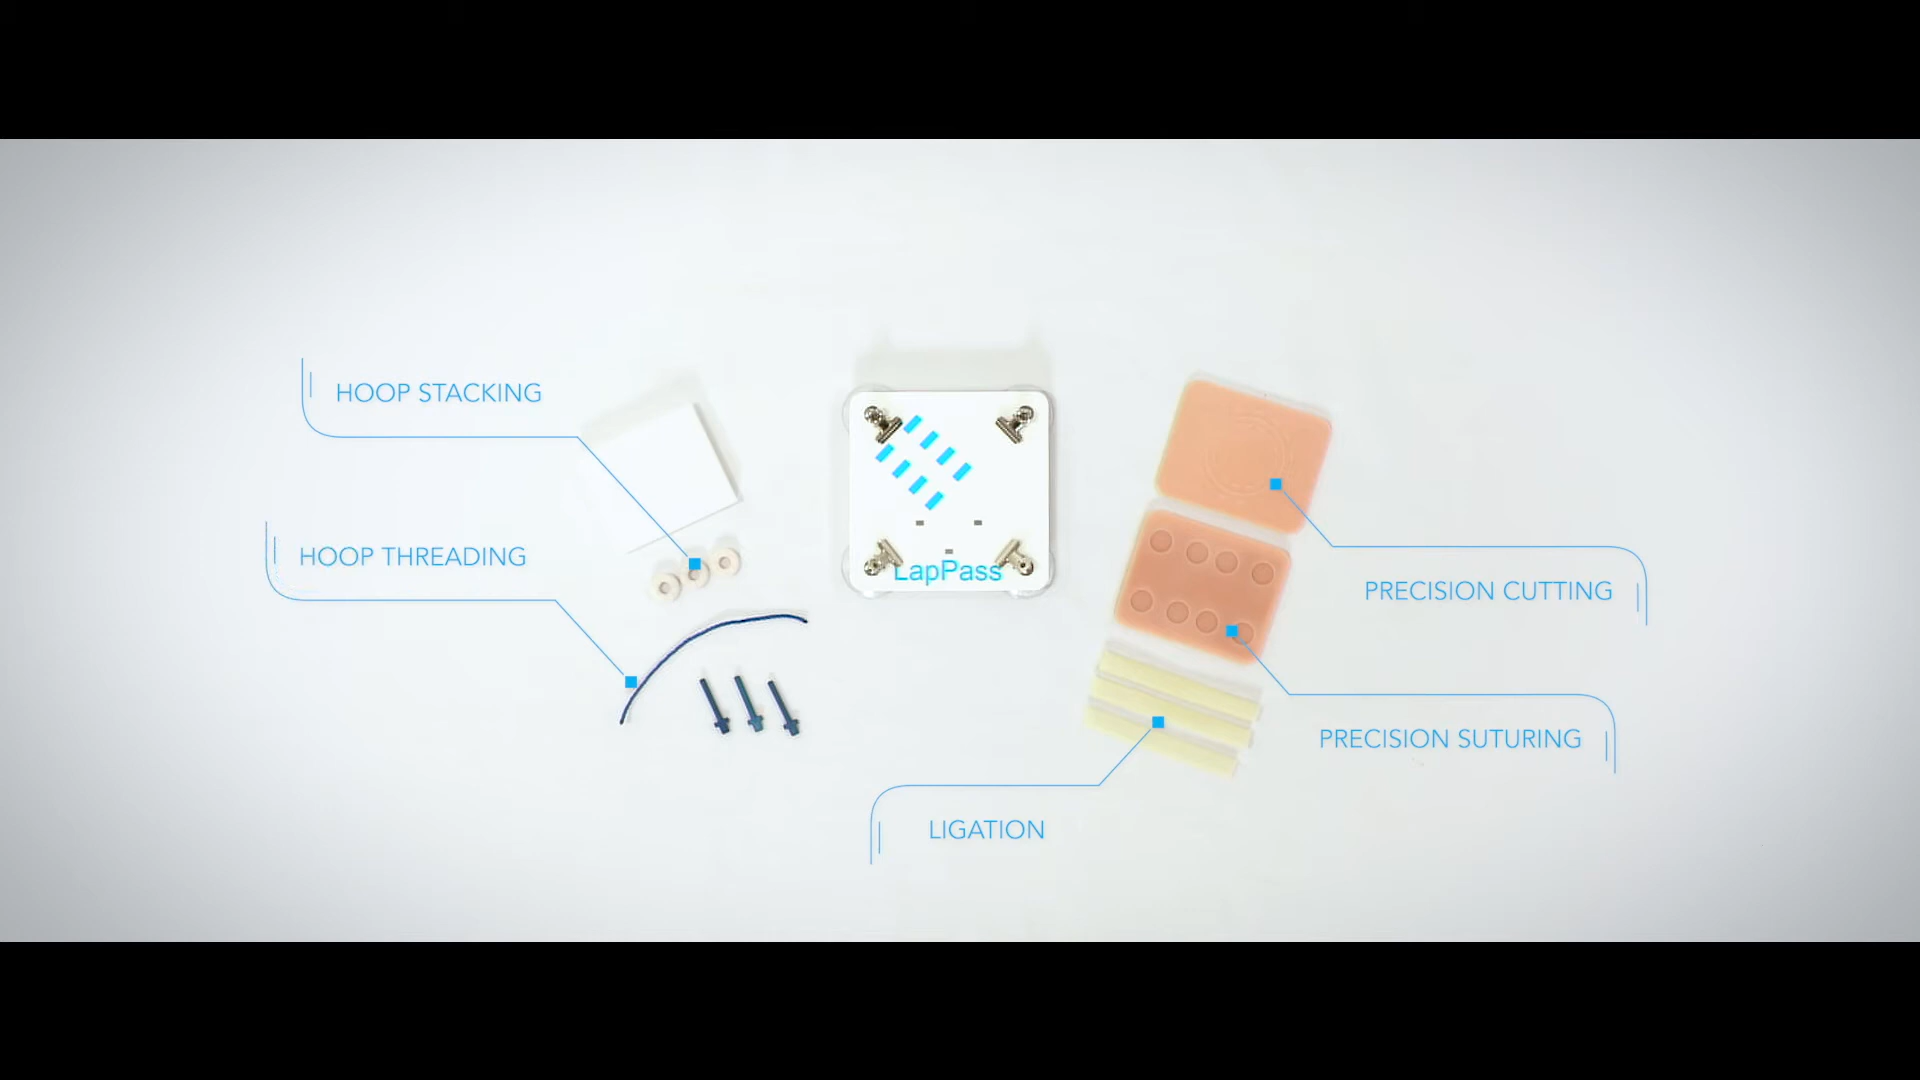 HOOP STACKING
HOOP THREADING
LapPass
PRECISION CUTTING
PRECISION SUTURING
LIGATION